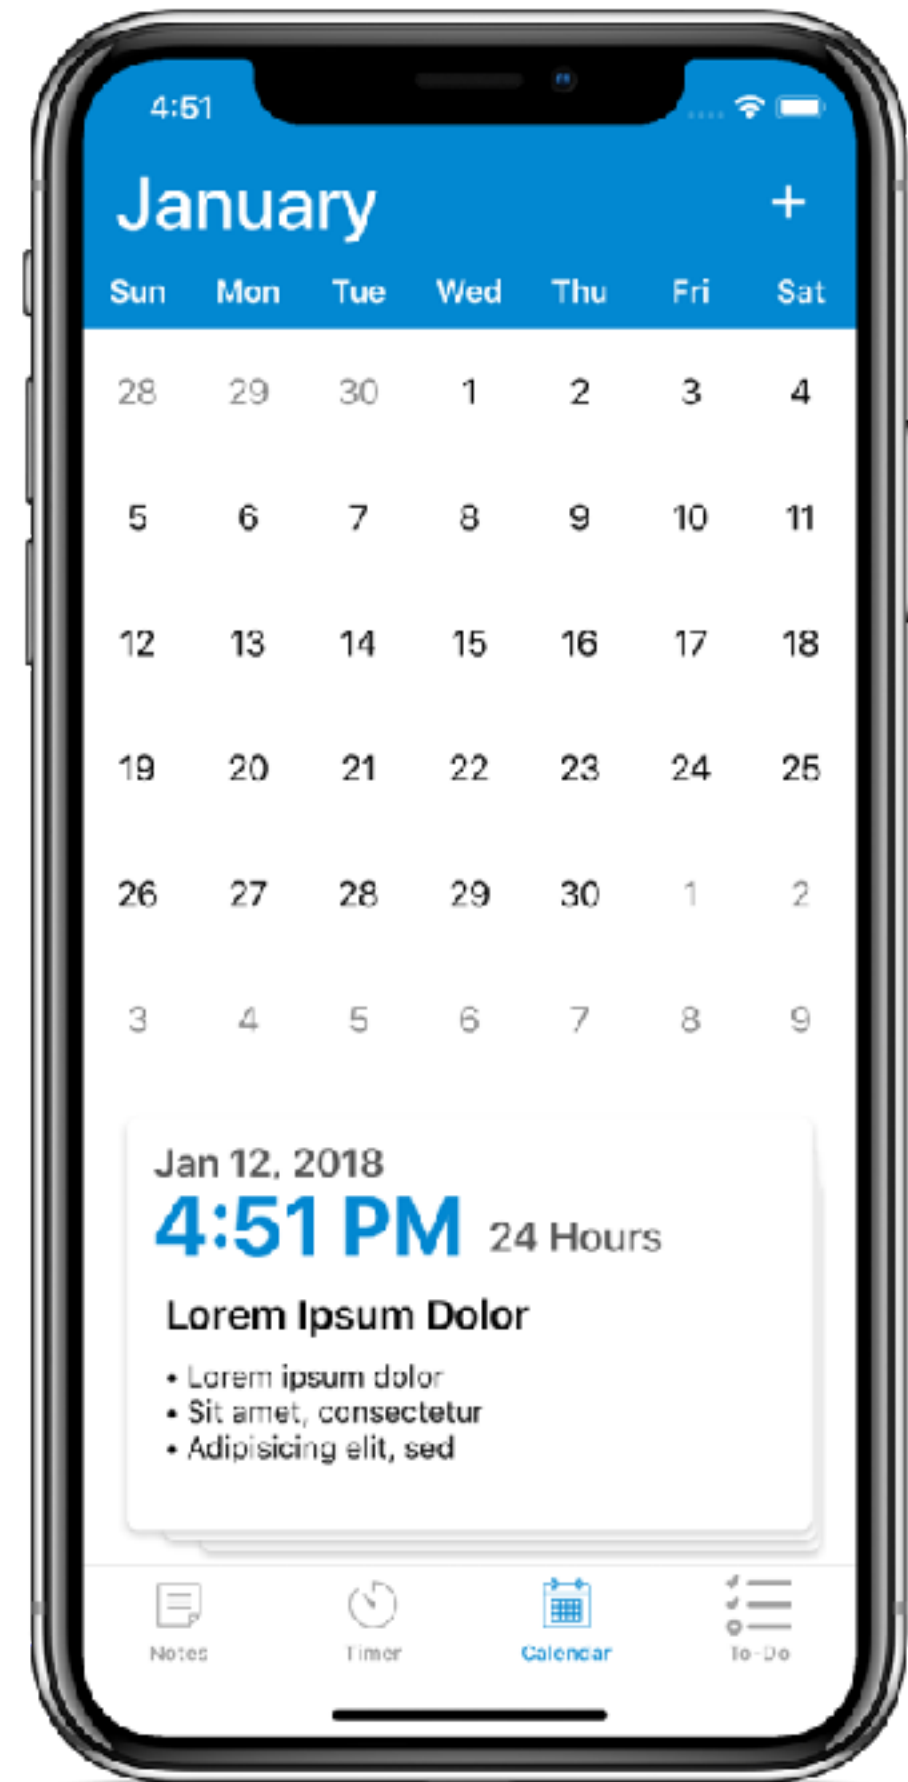 4:51
January +
Sun Mon Tue Wed Thu Fri Sat
28 29 30 1 2 3 4
5 6 7 8 9 10 11
12 13 14 15 16 17 18
19 20 21 22 23 24 25
26 27 28 29 30 1 2
3 4 5 6 7 8 9
Jan 12, 2018
4:51 PM 24 Hours
Lorem Ipsum Dolor
• Lorem ipsum dolor
• Sit amet, consectetur
• Adipisicing elit, sed
Notes Timer Calendar To-Do